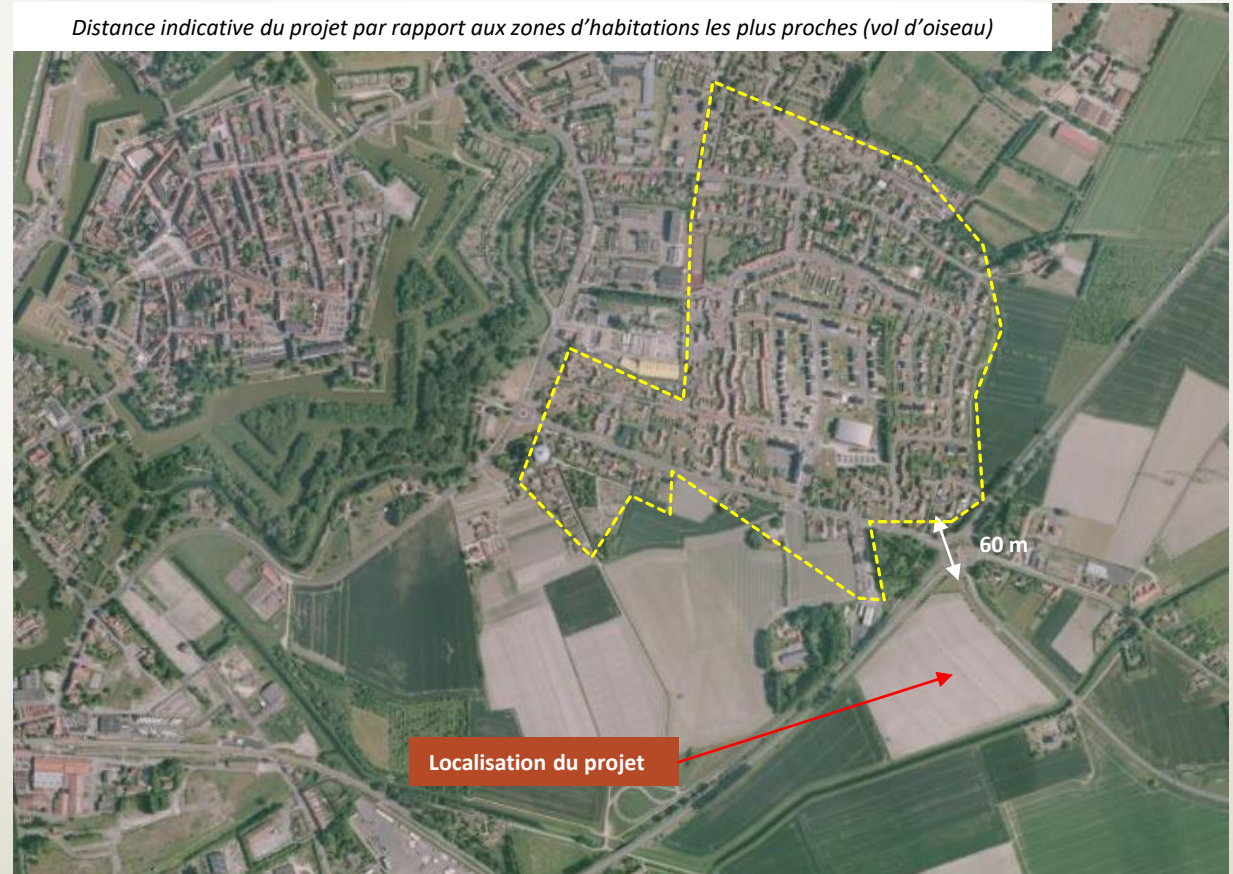 Distance indicative du projet par rapport aux zones d’habitations les plus proches (vol d’oiseau)
60 m
Localisation du projet